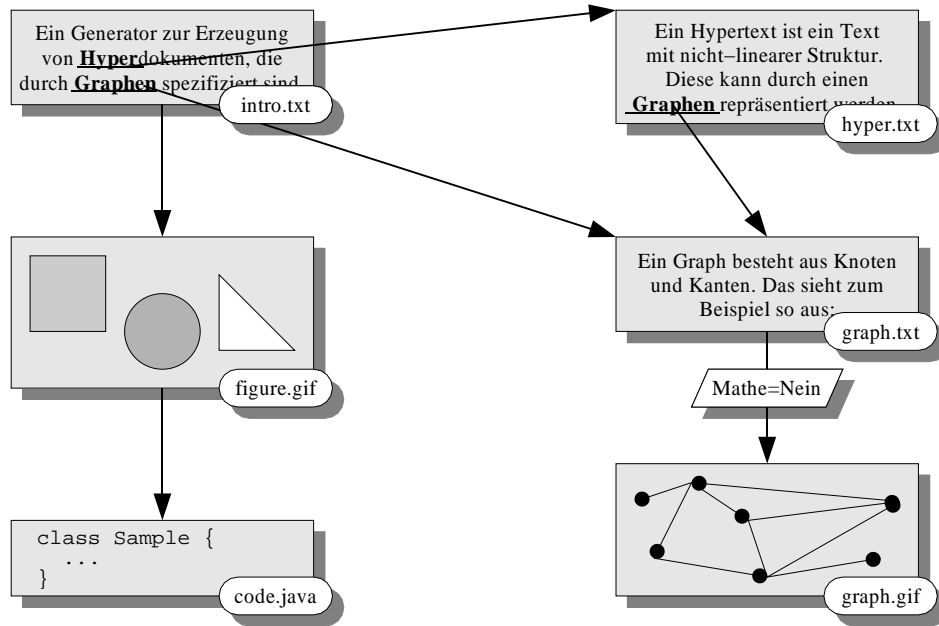 Ein Generator zur Erzeugung
von Hyperdokumenten, die
durch Graphen spezifiziert sind
intro.txt
Ein Hypertext ist ein Text
mit nicht–linearer Struktur.
Diese kann durch einen
Graphen repräsentiert werden
hyper.txt
figure.gif
Ein Graph besteht aus Knoten
und Kanten. Das sieht zum
Beispiel so aus:
graph.txt
Mathe=Nein
class Sample {
...
}
code.java
graph.gif